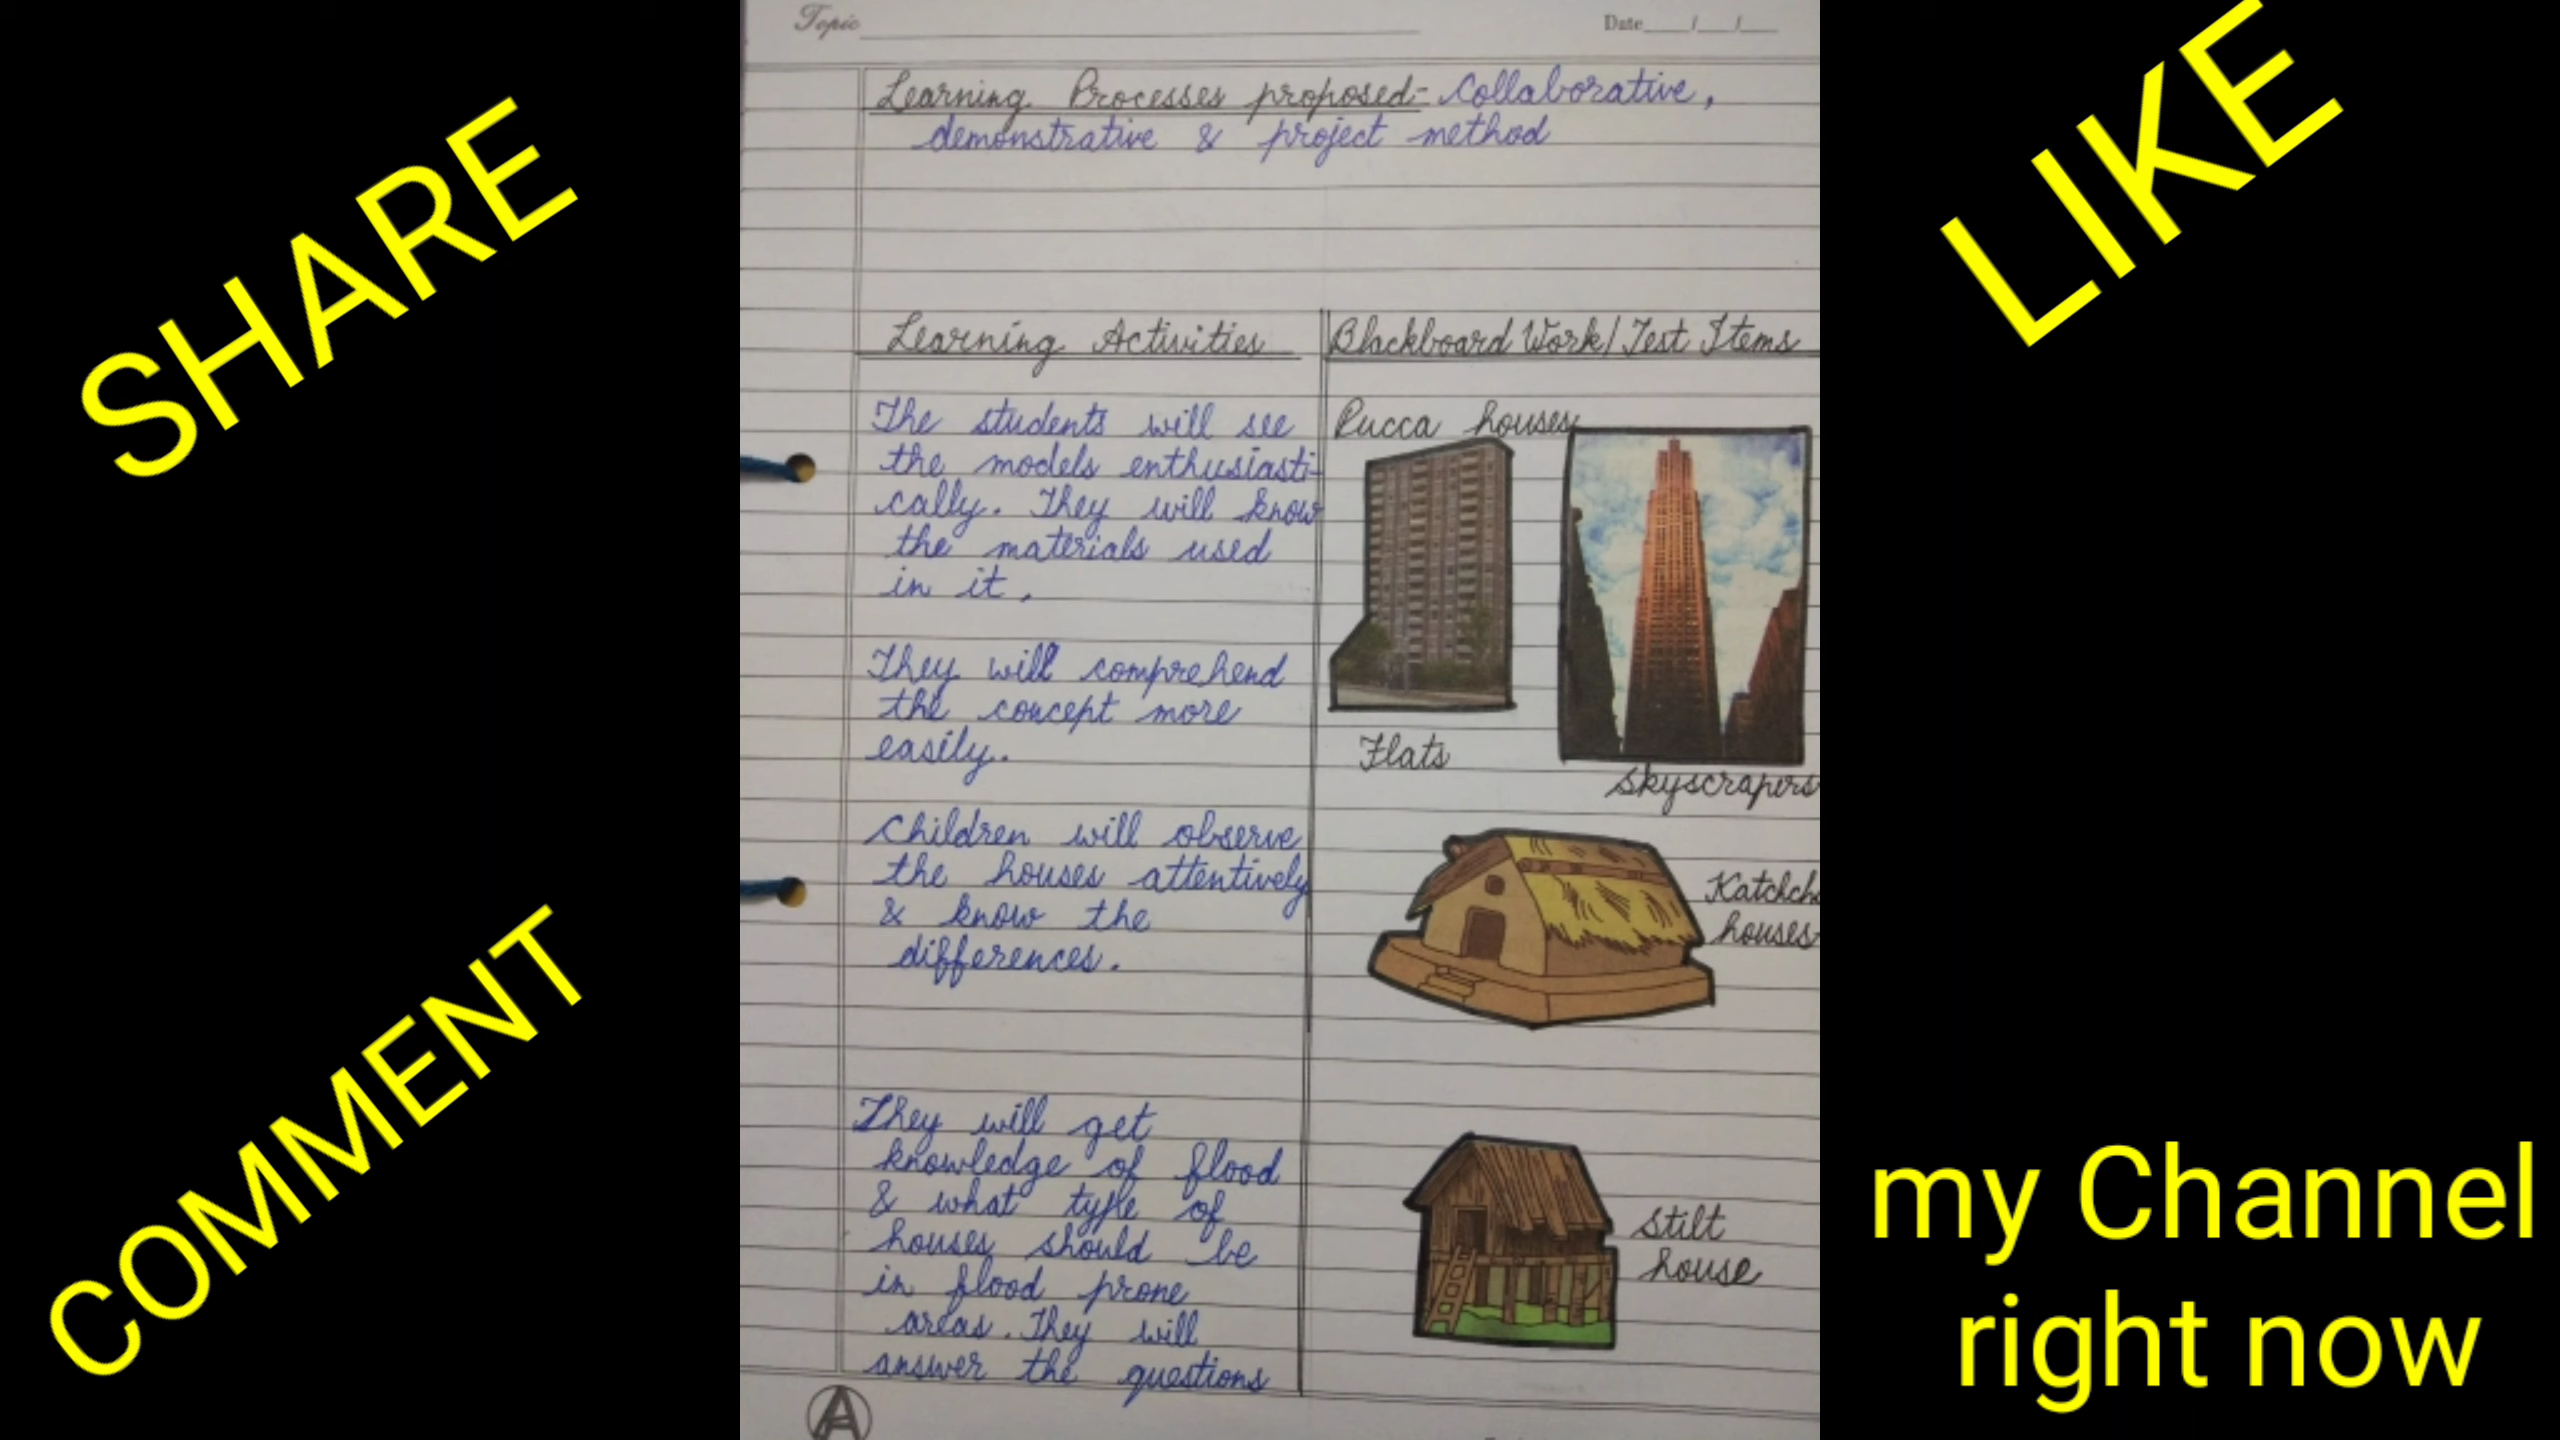 SHARE
LIKE
COMMENT
my Channel
right now
Topic
Date / /
Learning Processes proposed:- Collaborative,
demonstrative & project method
Learning Activities
The students will see
the models enthusiasti-
cally. They will know
the materials used
in it.
They will comprehend
the concept more
easily.
Children will observe
the houses attentively
& know the
differences.
They will get
knowledge of flood
& what type of
houses should be
in flood prone
areas. They will
answer the questions
Blackboard Work/Test Items
Pucca houses
Flats
Skyscrapers
houses
Stilt
house
A